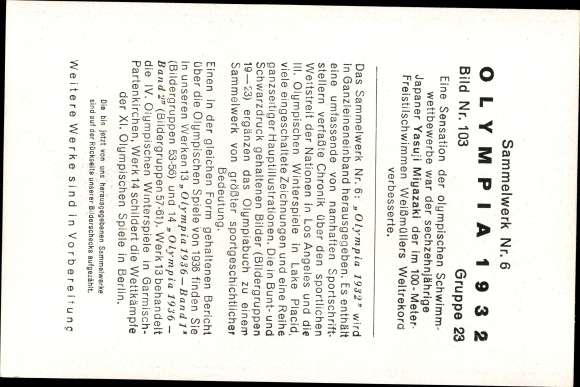 Sammelwerk Nr. 6
OLYMPIA 1932
Bild Nr. 103 Gruppe 23
Eine Sensation der olympischen Schwimm-
wettbewerbe war der sechzehnjährige
Japaner Yasuji Miyazaki der im 100-Meter-
Freistilschwimmen Weißmüllers Weltrekord
verbesserte.
Das Sammelwerk Nr. 6: „Olympia 1932" wird
in Ganzleineneinband herausgegeben. Es enthält
eine umfassende von namhaften Sportschrift-
stellern verfaßte Chronik über den sportlichen
Wettstreit der Nationen in Los Angeles und die
III. Olympischen Winterspiele in Lake Placid,
viele eingeschaltete Zeichnungen und eine Reihe
ganzseitiger Hauptillustrationen. Die in Bunt- und
Schwarzdruck gehaltenen Bilder (Bildergruppen
19—23) ergänzen das Olympiabuch zu einem
Sammelwerk von größter sportgeschichtlicher
Bedeutung.
Einen in der gleichen Form gehaltenen Bericht
über die Olympischen Spiele von 1936 finden Sie
in unseren Werken 13 „Olympia 1936 – Band 1"
(Bildergruppen 53-55) und 14 „Olympia 1936 –
Band 2" (Bildergruppen 57-61). Werk 13 behandelt
die IV. Olympischen Winterspiele in Garmisch-
Partenkirchen, Werk 14 schildert die Wettkämpfe
der XI. Olympischen Spiele in Berlin.
Die bis jetzt von uns herausgegebenen Sammelwerke
sind auf der Rückseite unserer Bilderschecks aufgezählt.
Weitere Werke sind in Vorbereitung